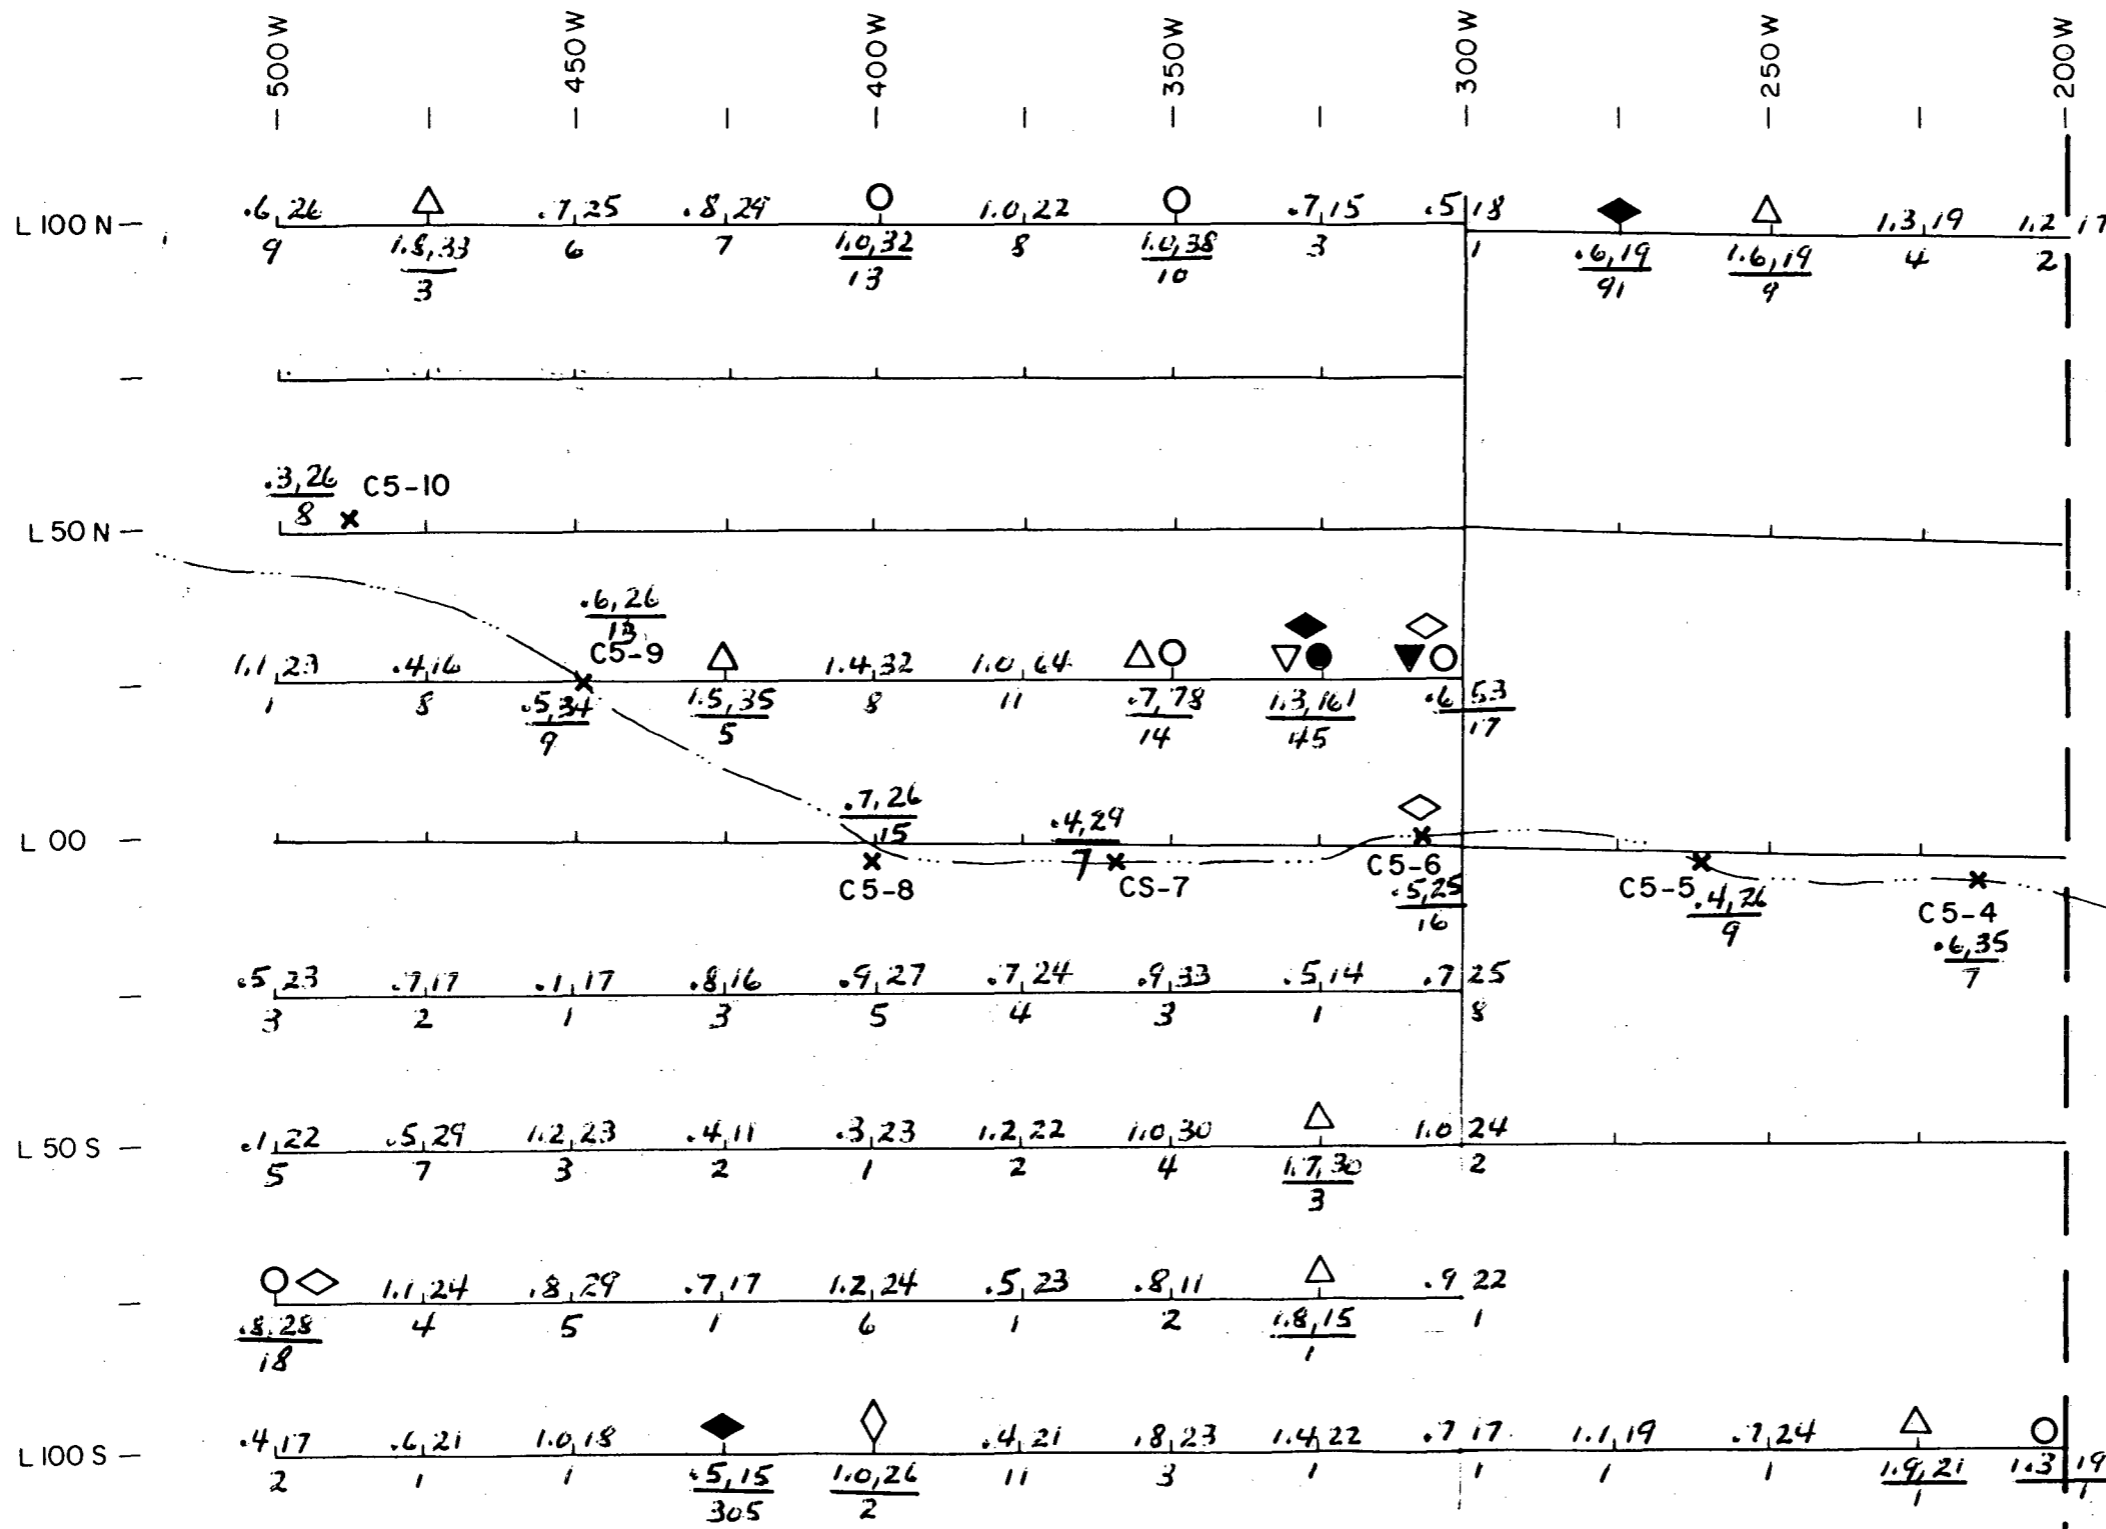 500W 450W 400W 350W 300W 250W 200W
L 100 N .6,26 .7,25 .8,29 1.0,22 .7,15 .5,18 1.3,19 1.2,17
9 1.8,33 6 7 1.0,32 8 1.0,38 3 1 .6,19 1.6,19 4 2
3 13 10 91 9
.3,26 C5-10
8
L 50 N
.6,26
13
C5-9
1.1,23 .4,16 1.4,32 1.0,64
1 8 .5,34 1.5,35 8 11 .7,78 1.3,161 .6,53
9 5 14 45 17
.7,26 .4,29
15
L 00
7 C5-6
C5-8 CS-7 .5,25 C5-5 .4,26 C5-4
16 9 .6,35
7
.5,23 .7,17 .1,17 .8,16 .9,27 .7,24 .9,33 .5,14 .7,25
3 2 1 3 5 4 3 1 8
L 50 S .1,22 .5,29 1.2,23 .4,11 .3,23 1.2,22 1.0,30 1.0,24
5 7 3 2 1 2 4 1.7,30 2
3
1.1,24 .8,29 .7,17 1.2,24 .5,23 .8,11 .9,22
.8,28 4 5 1 6 1 2 1.8,15 1
18 1
L 100 S .4,17 .6,21 1.0,18 .4,21 .8,23 1.4,22 .7,17 1.1,19 .7,24
2 1 1 .5,15 1.0,26 11 3 1 1 1 1 1.9,21 1.3,19
305 2 1 1